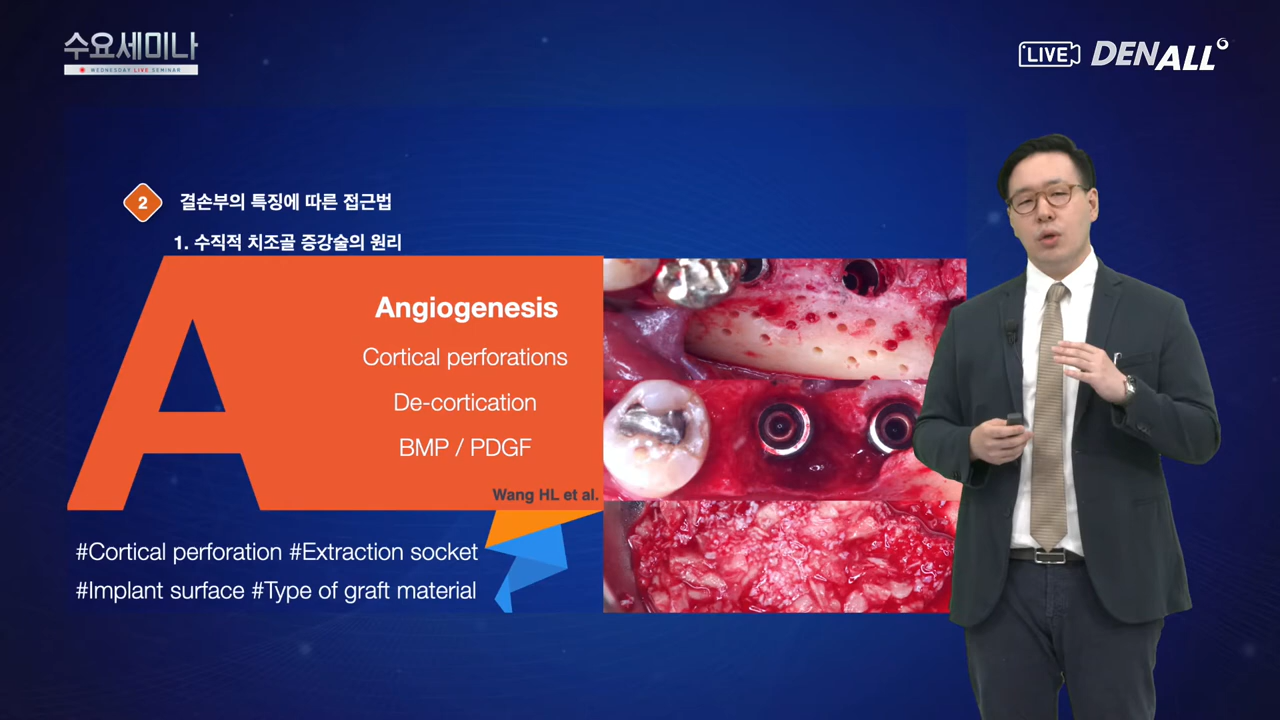 수요세미나
WEDNESDAY LIVE SEMINAR
LIVE DENALL
2 결손부의 특징에 따른 접근법
1. 수직적 치조골 증강술의 원리
A
Angiogenesis
Cortical perforations
De-cortication
BMP / PDGF
Wang HL et al.
#Cortical perforation #Extraction socket
#Implant surface #Type of graft material